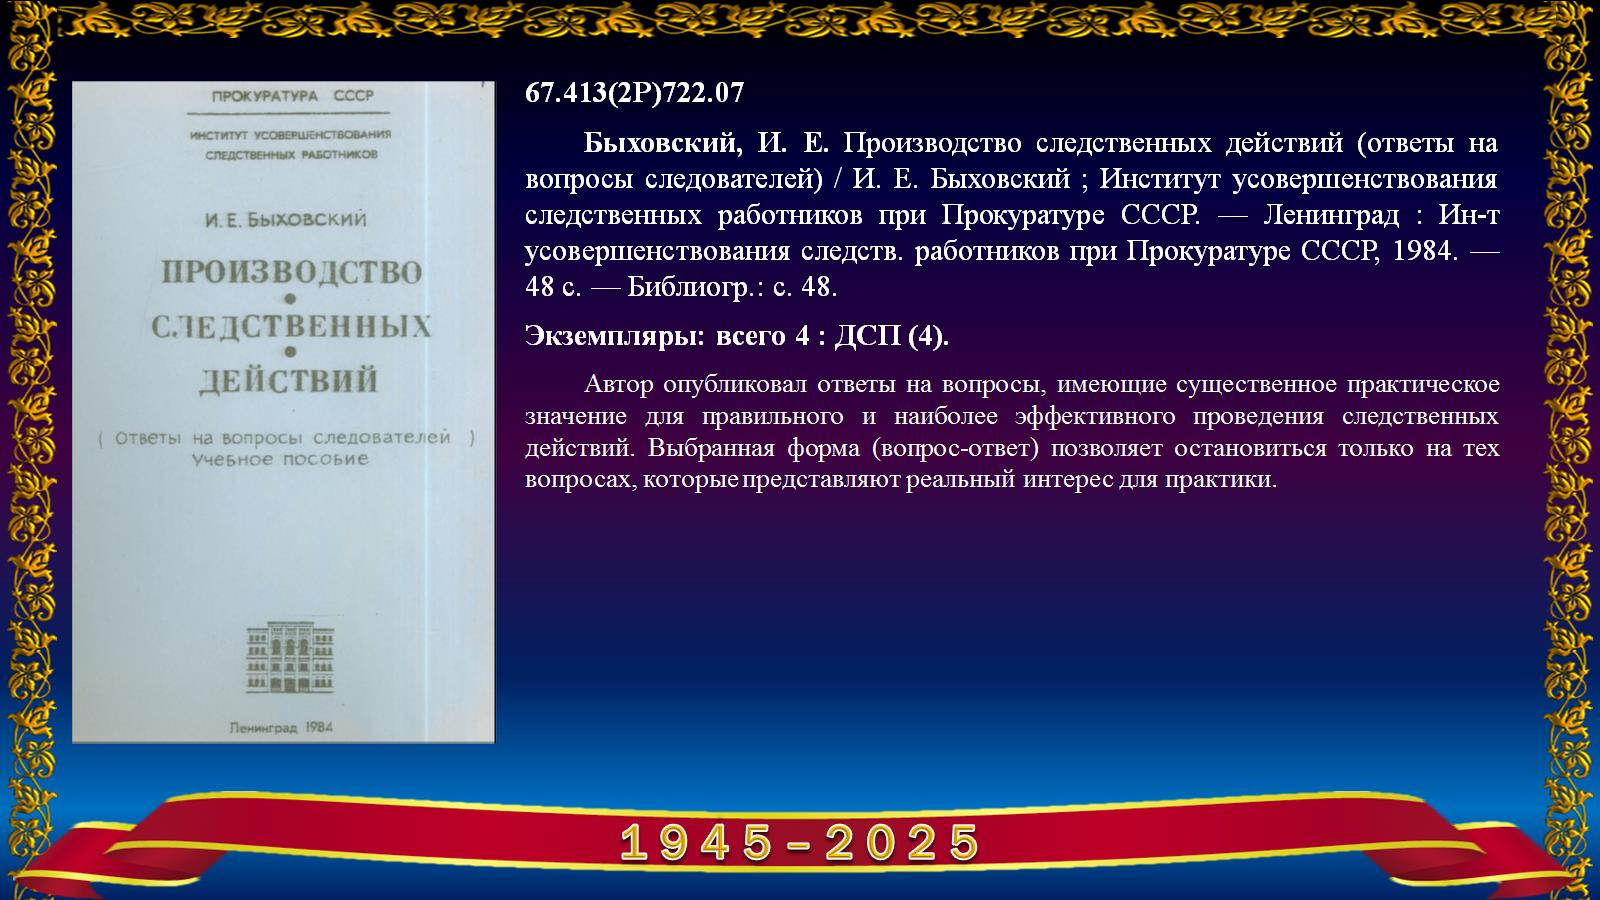 ПРОКУРАТУРА СССР
ИНСТИТУТ УСОВЕРШЕНСТВОВАНИЯ
СЛЕДСТВЕННЫХ РАБОТНИКОВ
И. Е. БЫХОВСКИЙ
ПРОИЗВОДСТВО
СЛЕДСТВЕННЫХ
ДЕЙСТВИЙ
( Ответы на вопросы следователей )
Учебное пособие
Ленинград 1984
67.413(2Р)722.07
Быховский, И. Е. Производство следственных действий (ответы на
вопросы следователей) / И. Е. Быховский ; Институт усовершенствования
следственных работников при Прокуратуре СССР. — Ленинград : Ин-т
усовершенствования следств. работников при Прокуратуре СССР, 1984. —
48 с. — Библиогр.: с. 48.
Экземпляры: всего 4 : ДСП (4).
Автор опубликовал ответы на вопросы, имеющие существенное практическое
значение для правильного и наиболее эффективного проведения следственных
действий. Выбранная форма (вопрос-ответ) позволяет остановиться только на тех
вопросах, которые представляют реальный интерес для практики.
1945–2025